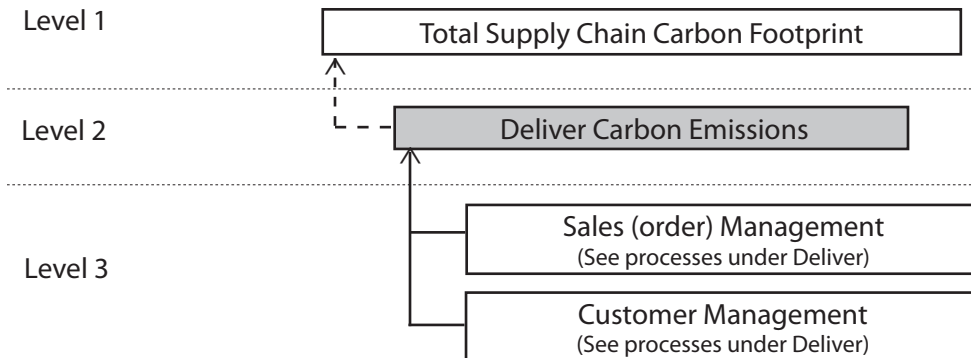 Level 1
Total Supply Chain Carbon Footprint
Level 2
Deliver Carbon Emissions
Level 3
Sales (order) Management
(See processes under Deliver)
Customer Management
(See processes under Deliver)